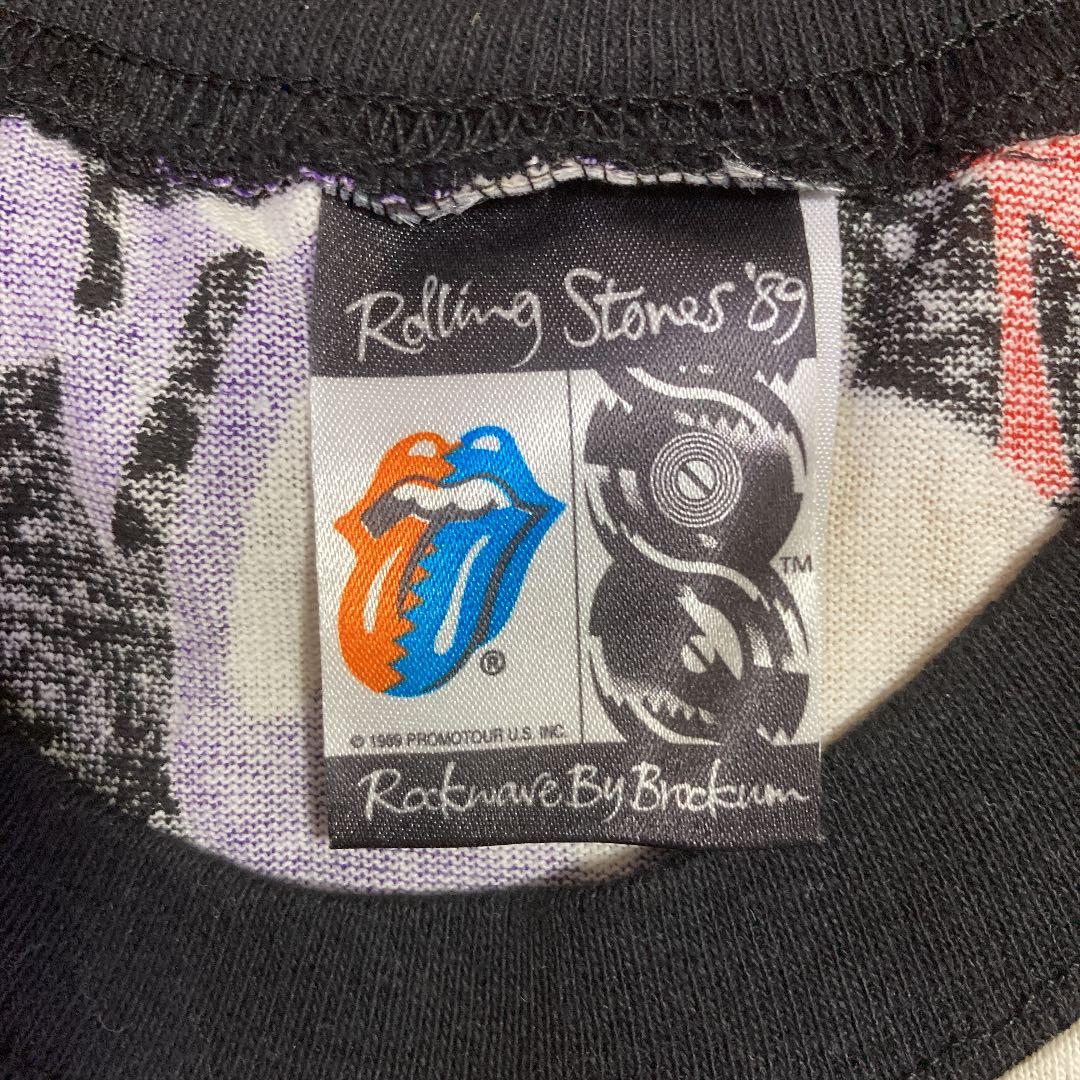 Rolling Stones '89
TM
®
© 1989 PROMOTOUR U.S. INC.
Rockware By Brockum